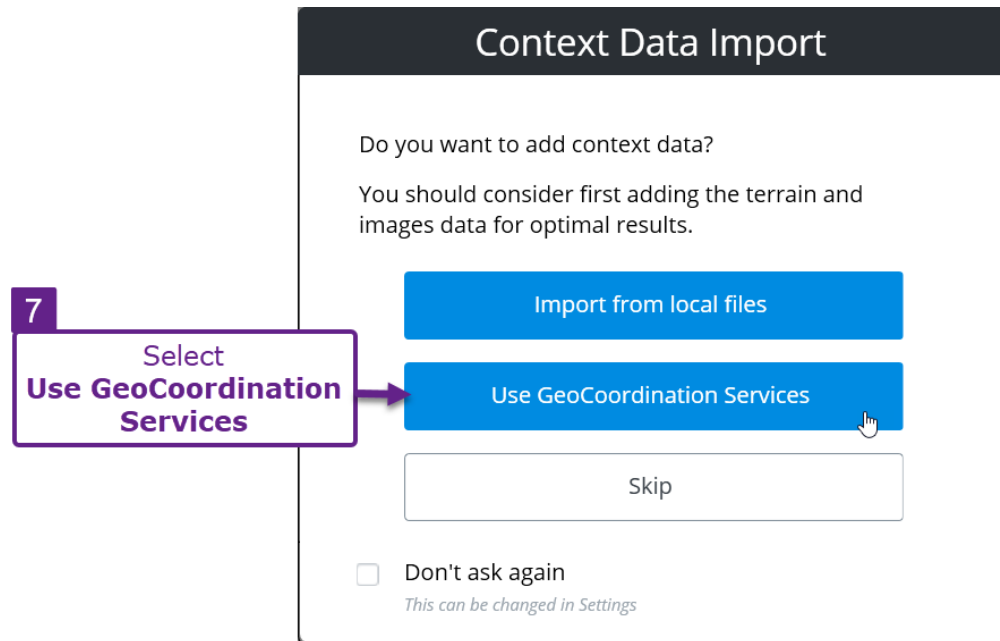 Context Data Import
Do you want to add context data?
You should consider first adding the terrain and
images data for optimal results.
Import from local files
7
Select
Use GeoCoordination
Services
Use GeoCoordination Services
Skip
Don't ask again
This can be changed in Settings